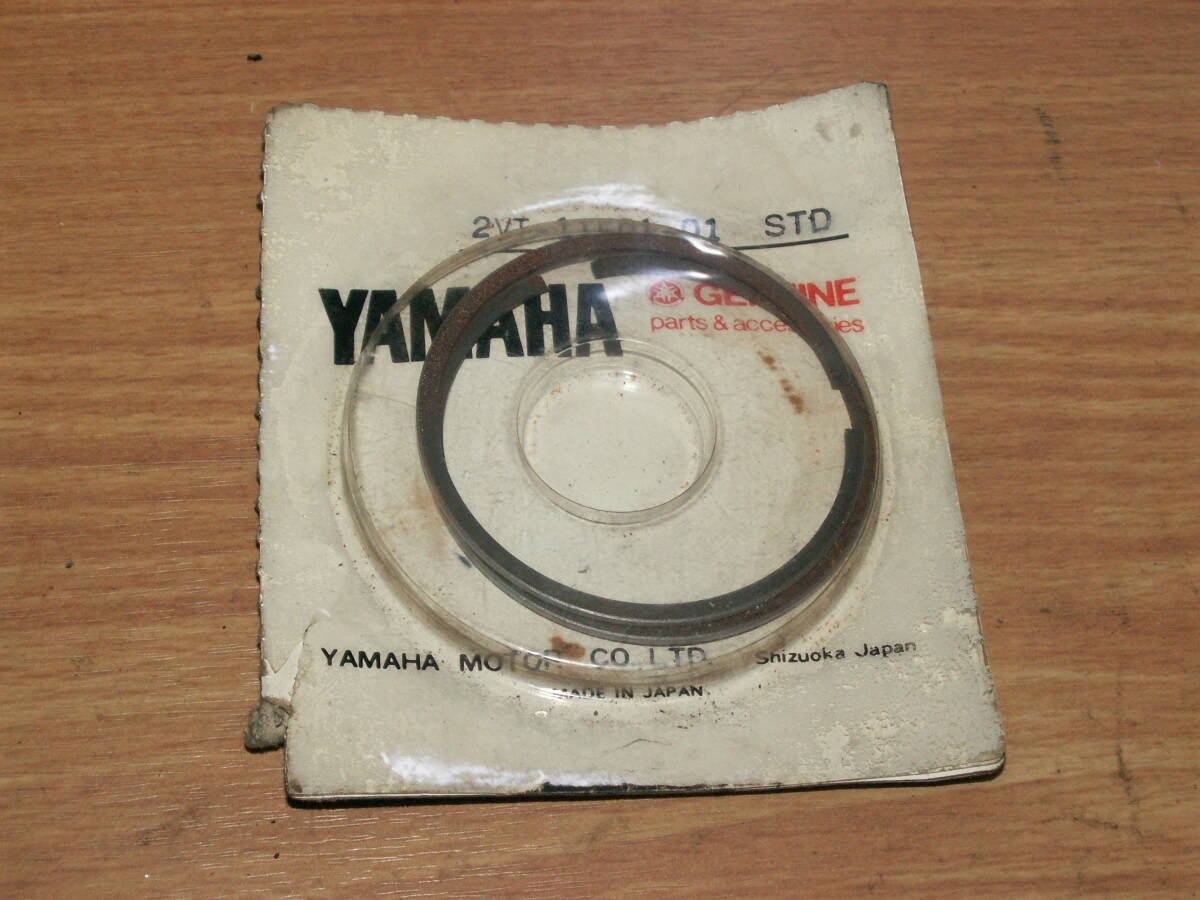 STD
YAMAHA
GENUINE
parts & accessories
YAMAHA MOTOR CO., LTD. Shizuoka Japan
MADE IN JAPAN